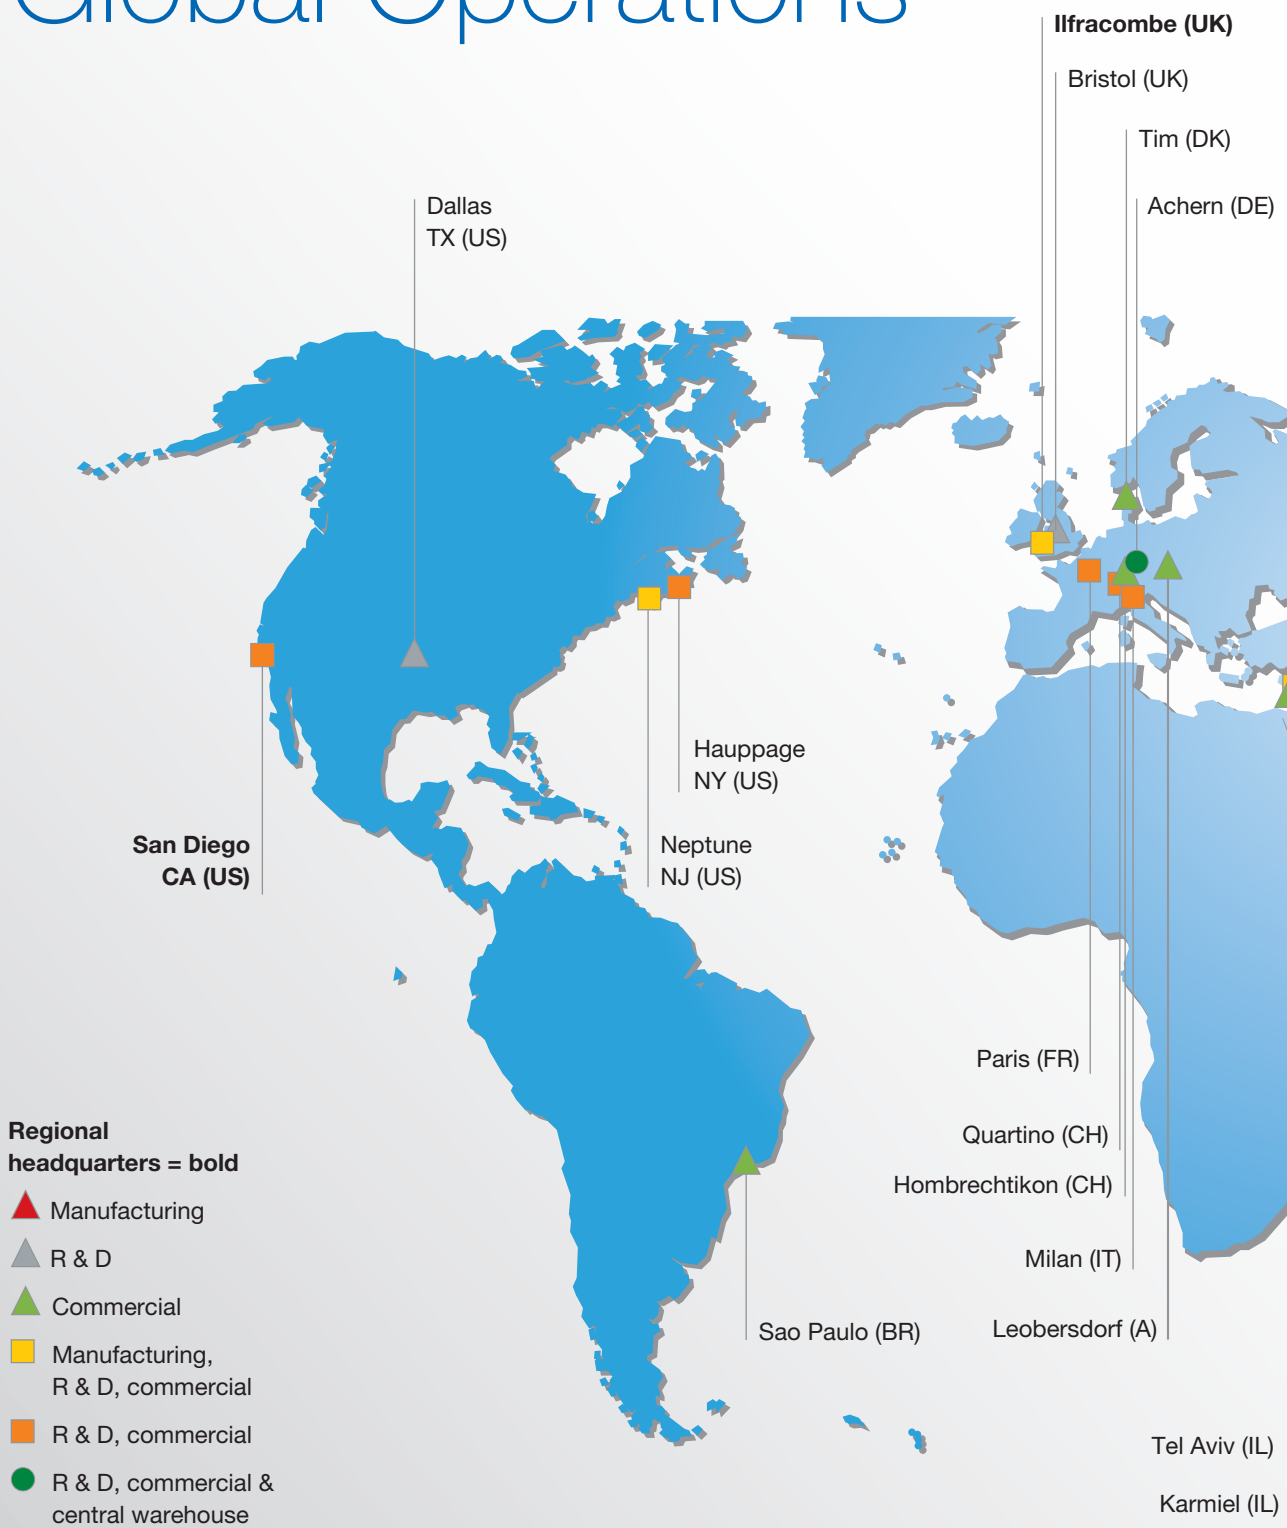 Global Operations
Ilfracombe (UK)
Bristol (UK)
Tim (DK)
Achern (DE)
Dallas
TX (US)
Hauppage
NY (US)
San Diego
CA (US)
Neptune
NJ (US)
Paris (FR)
Quartino (CH)
Hombrechtikon (CH)
Milan (IT)
Leobersdorf (A)
Sao Paulo (BR)
Tel Aviv (IL)
Karmiel (IL)
Regional
headquarters = bold
Manufacturing
R & D
Commercial
Manufacturing,
R & D, commercial
R & D, commercial
R & D, commercial &
central warehouse